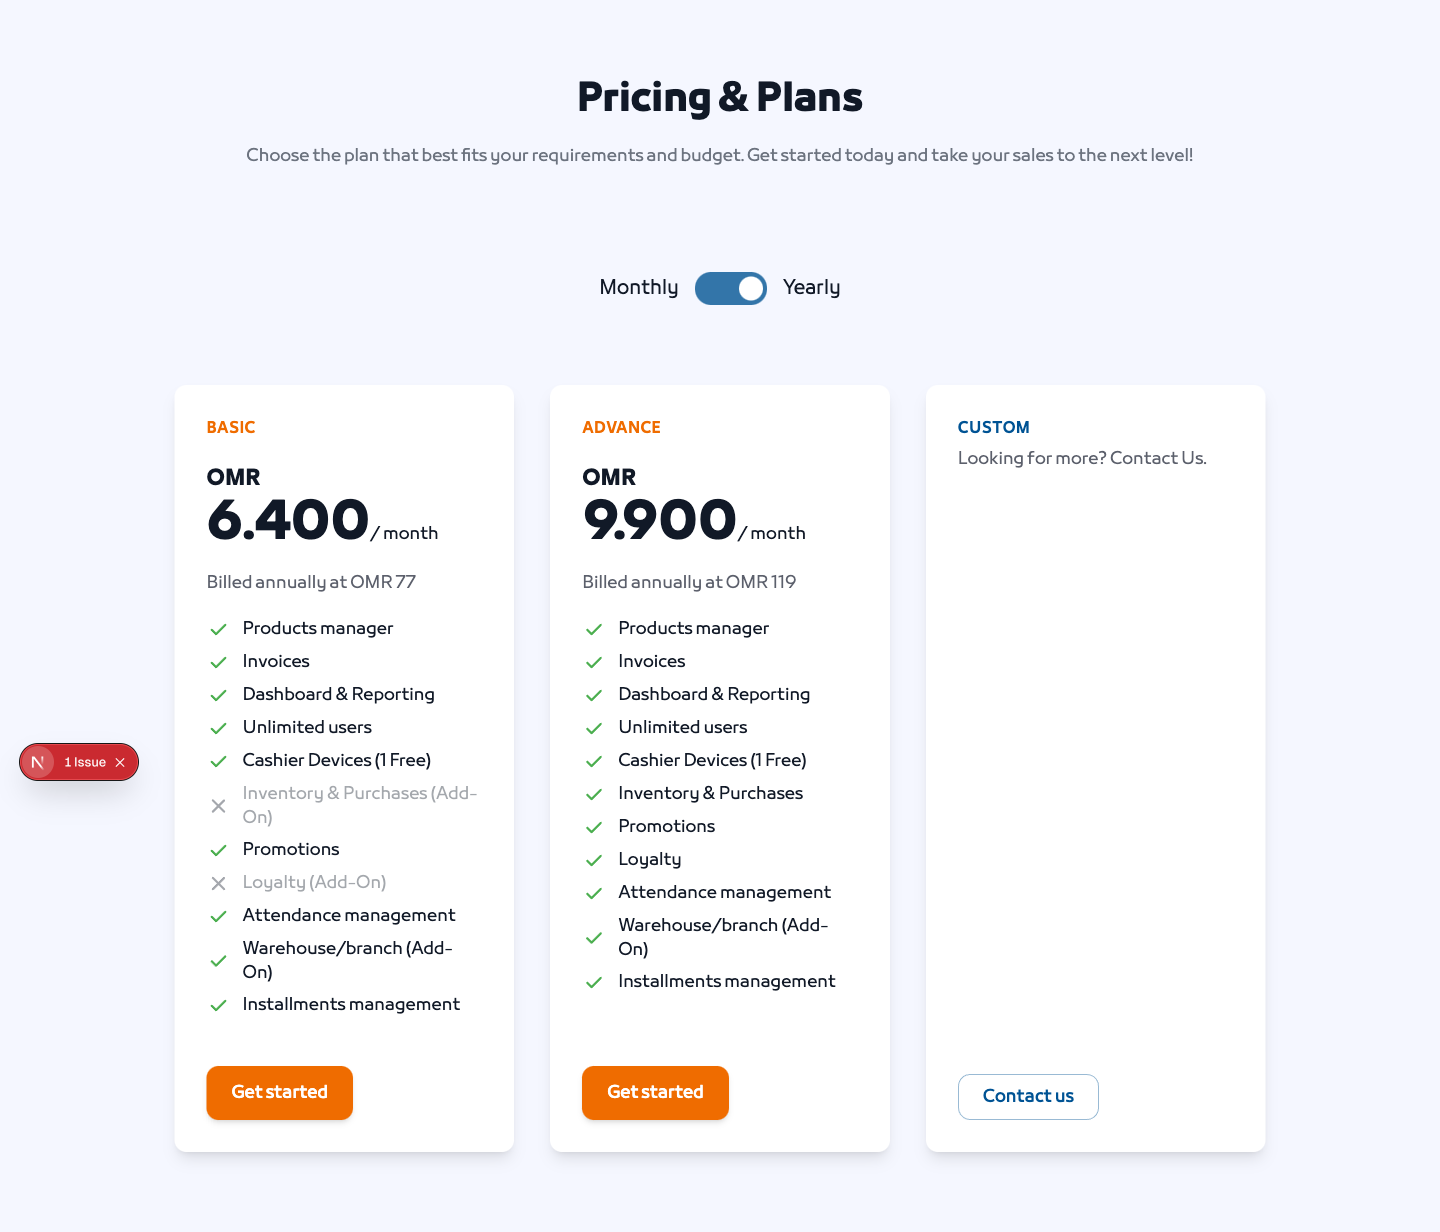 Pricing & Plans
Choose the plan that best fits your requirements and budget. Get started today and take your sales to the next level!
Monthly
Yearly
BASIC
OMR
6.400 / month
Billed annually at OMR 77
Products manager
Invoices
Dashboard & Reporting
Unlimited users
Cashier Devices (1 Free)
Inventory & Purchases (Add-
On)
Promotions
Loyalty (Add-On)
Attendance management
Warehouse/branch (Add-
On)
Installments management
Get started
ADVANCE
OMR
9.900 / month
Billed annually at OMR 119
Products manager
Invoices
Dashboard & Reporting
Unlimited users
Cashier Devices (1 Free)
Inventory & Purchases
Promotions
Loyalty
Attendance management
Warehouse/branch (Add-
On)
Installments management
Get started
CUSTOM
Looking for more? Contact Us.
Contact us
N 1 Issue